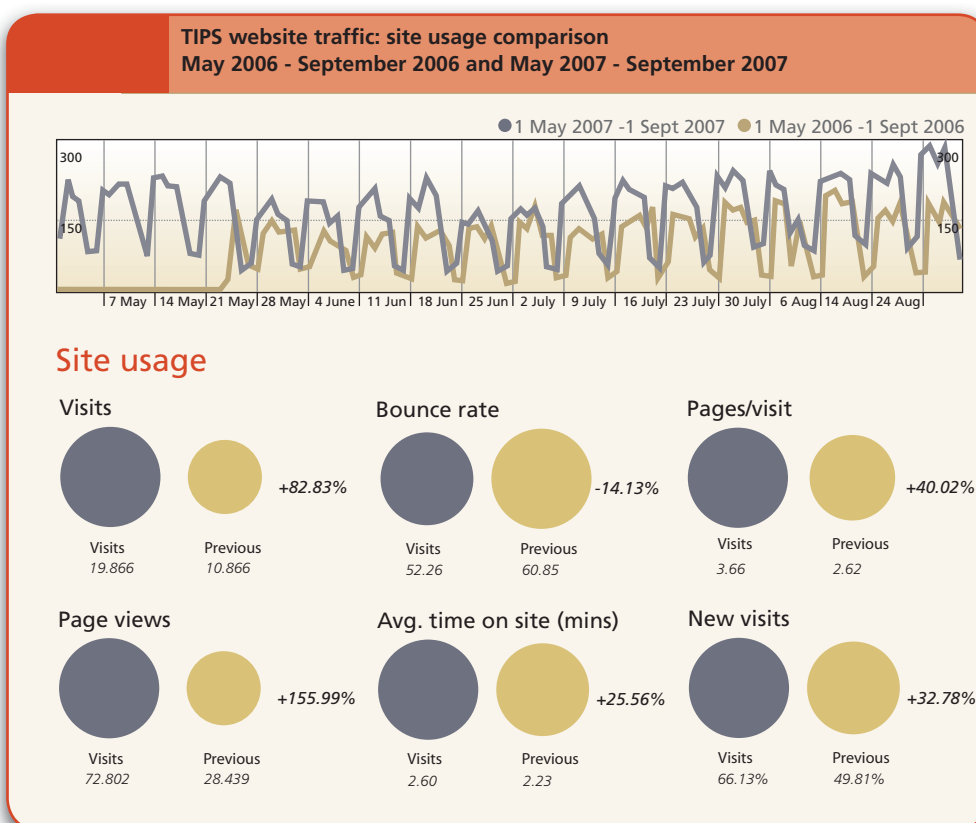 TIPS website traffic: site usage comparison
May 2006 - September 2006 and May 2007 - September 2007
1 May 2007 -1 Sept 2007 1 May 2006 -1 Sept 2006
300 300
150 150
7 May 14 May 21 May 28 May 4 June 11 Jun 18 Jun 25 Jun 2 July 9 July 16 July 23 July 30 July 6 Aug 14 Aug 24 Aug
Site usage
Visits
+82.83%
Visits Previous
19.866 10.866
Bounce rate
-14.13%
Visits Previous
52.26 60.85
Pages/visit
+40.02%
Visits Previous
3.66 2.62
Page views
+155.99%
Visits Previous
72.802 28.439
Avg. time on site (mins)
+25.56%
Visits Previous
2.60 2.23
New visits
+32.78%
Visits Previous
66.13% 49.81%